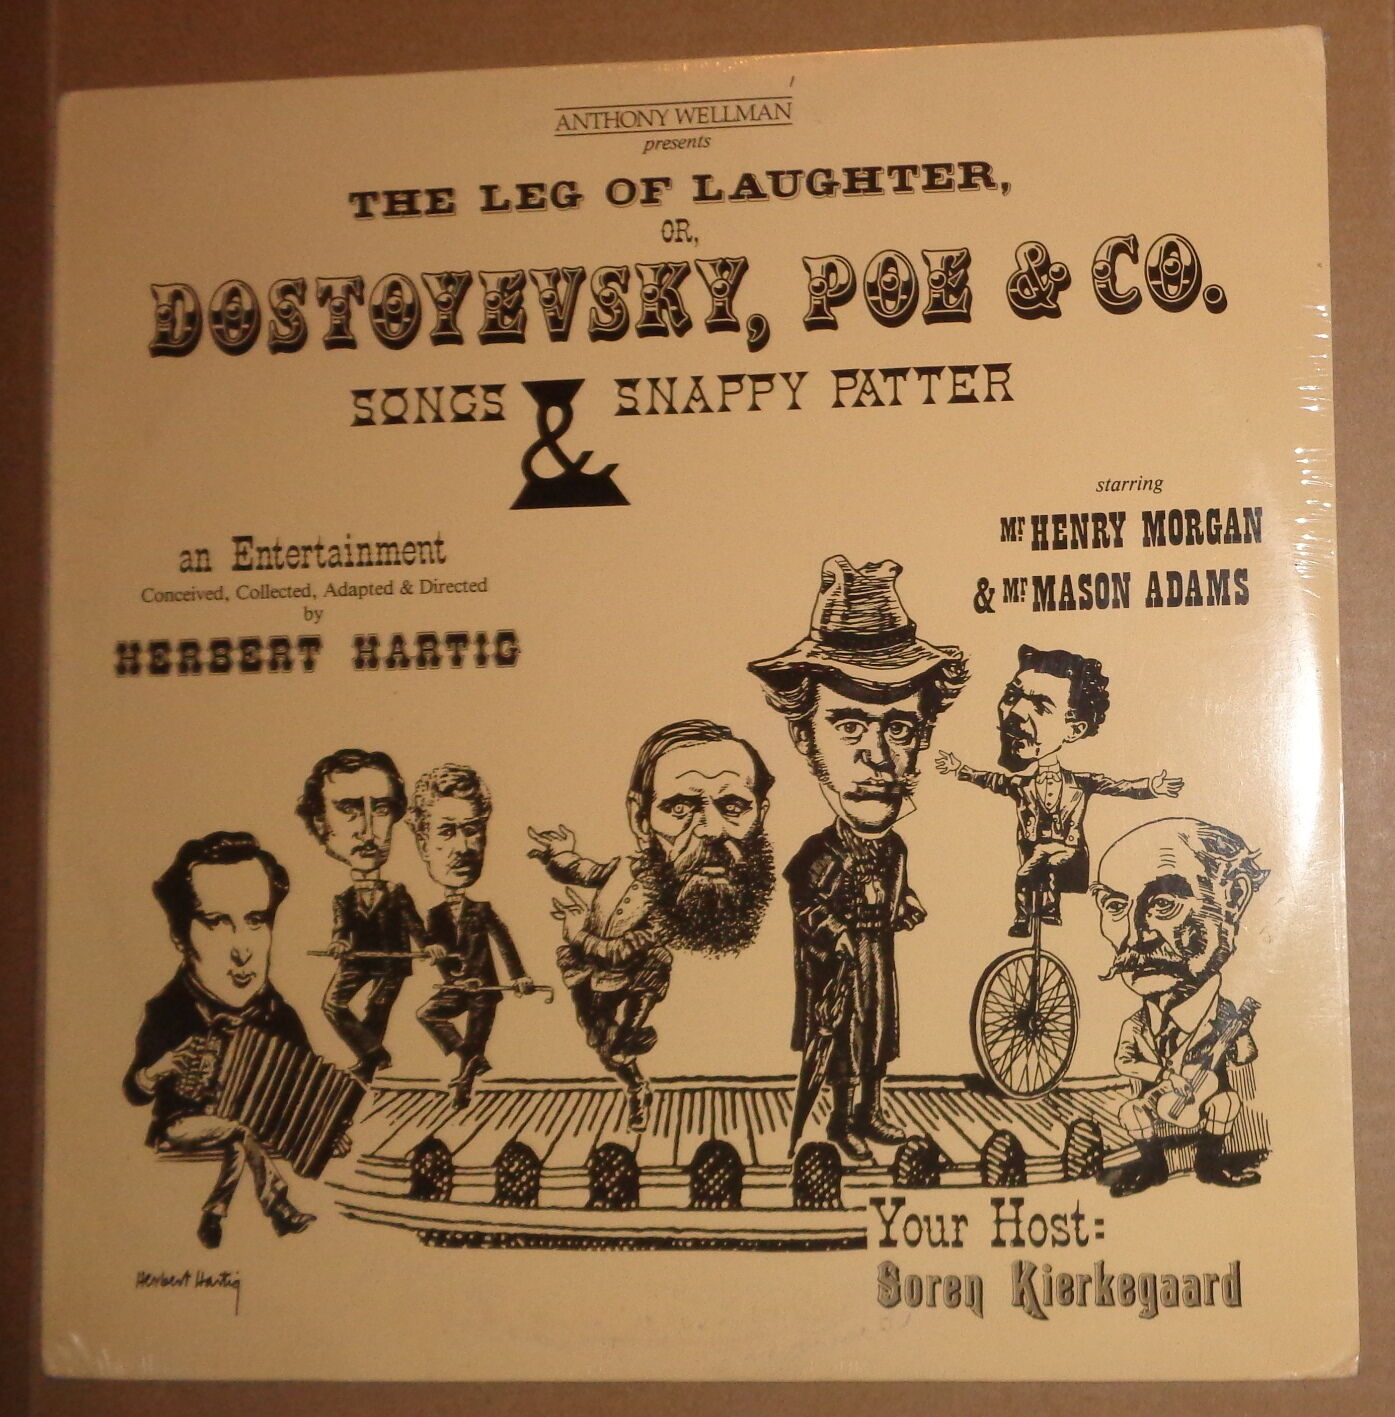 ANTHONY WELLMAN
presents
THE LEG OF LAUGHTER,
OR,
DOSTOYEVSKY, POE & CO.
SONGS & SNAPPY PATTER
an Entertainment
Conceived, Collected, Adapted & Directed
by
HERBERT HARTIG
starring
Mr HENRY MORGAN
& Mr MASON ADAMS
Your Host:
Soren Kierkegaard
Herbert Hartig